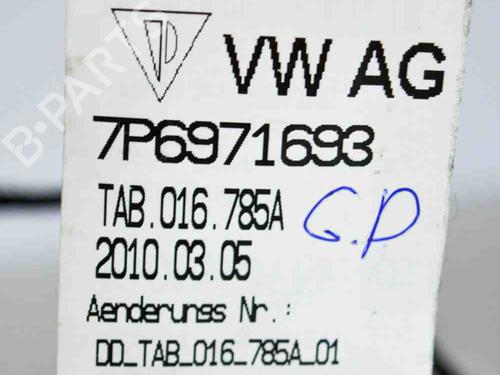 VW AG
7P6971693
TAB.016.785A
G.D
2010.03.05
Aenderungs Nr.:
DD_TAB_016_785A_01
B-PARTS